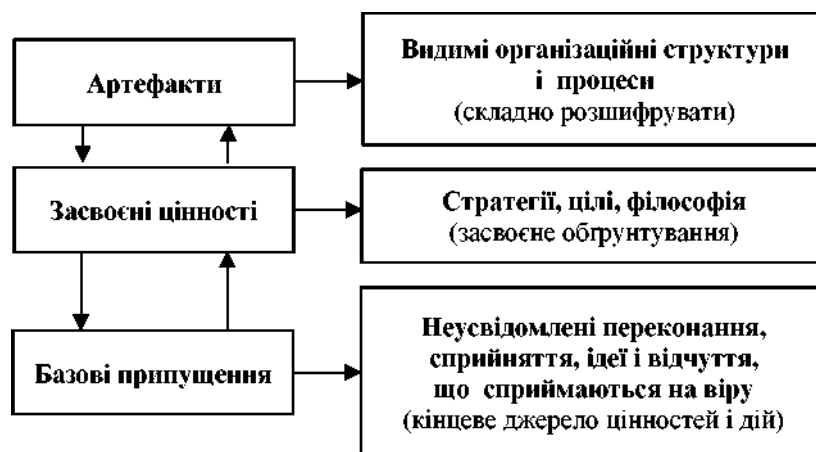 Артефакти
Видимі організаційні структури
і процеси
(складно розшифрувати)
Засвоєні цінності
Стратегії, цілі, філософія
(засвоєне обґрунтування)
Базові припущення
Неусвідомлені переконання,
сприйняття, ідеї і відчуття,
що сприймаються на віру
(кінцеве джерело цінностей і дій)